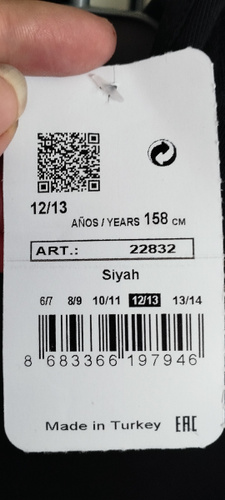 12/13
AÑOS / YEARS 158 CM
ART.: 22832
Siyah
6/7 8/9 10/11 12/13 13/14
8 683366 197946
Made in Turkey EAC